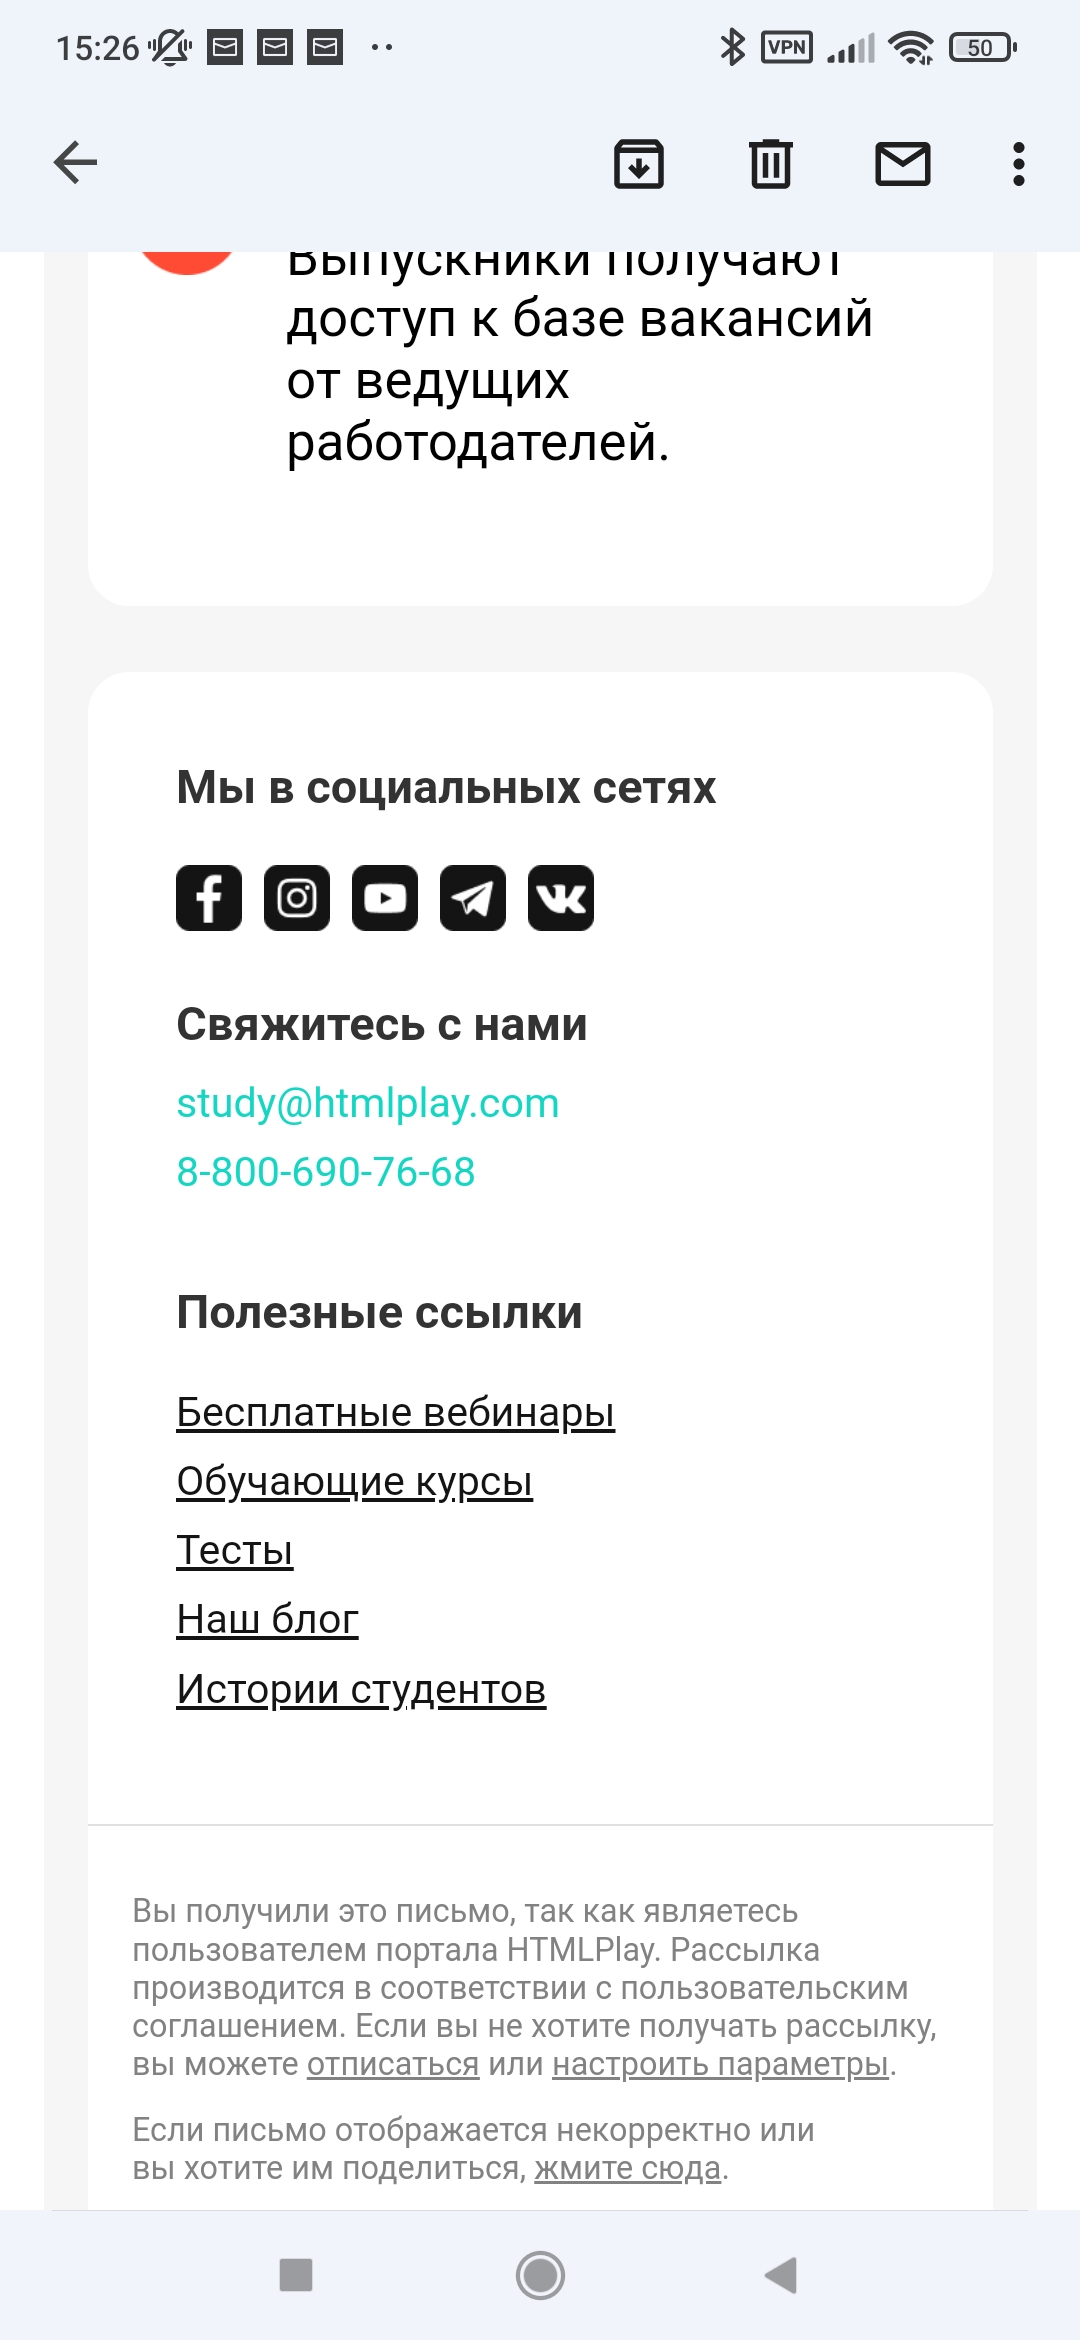 15:26
VPN
50
Выпускники получают
доступ к базе вакансий
от ведущих
работодателей.
Мы в социальных сетях
Свяжитесь с нами
study@htmlplay.com
8-800-690-76-68
Полезные ссылки
Бесплатные вебинары
Обучающие курсы
Тесты
Наш блог
Истории студентов
Вы получили это письмо, так как являетесь
пользователем портала HTMLPlay. Рассылка
производится в соответствии с пользовательским
соглашением. Если вы не хотите получать рассылку,
вы можете отписаться или настроить параметры.
Если письмо отображается некорректно или
вы хотите им поделиться, жмите сюда.